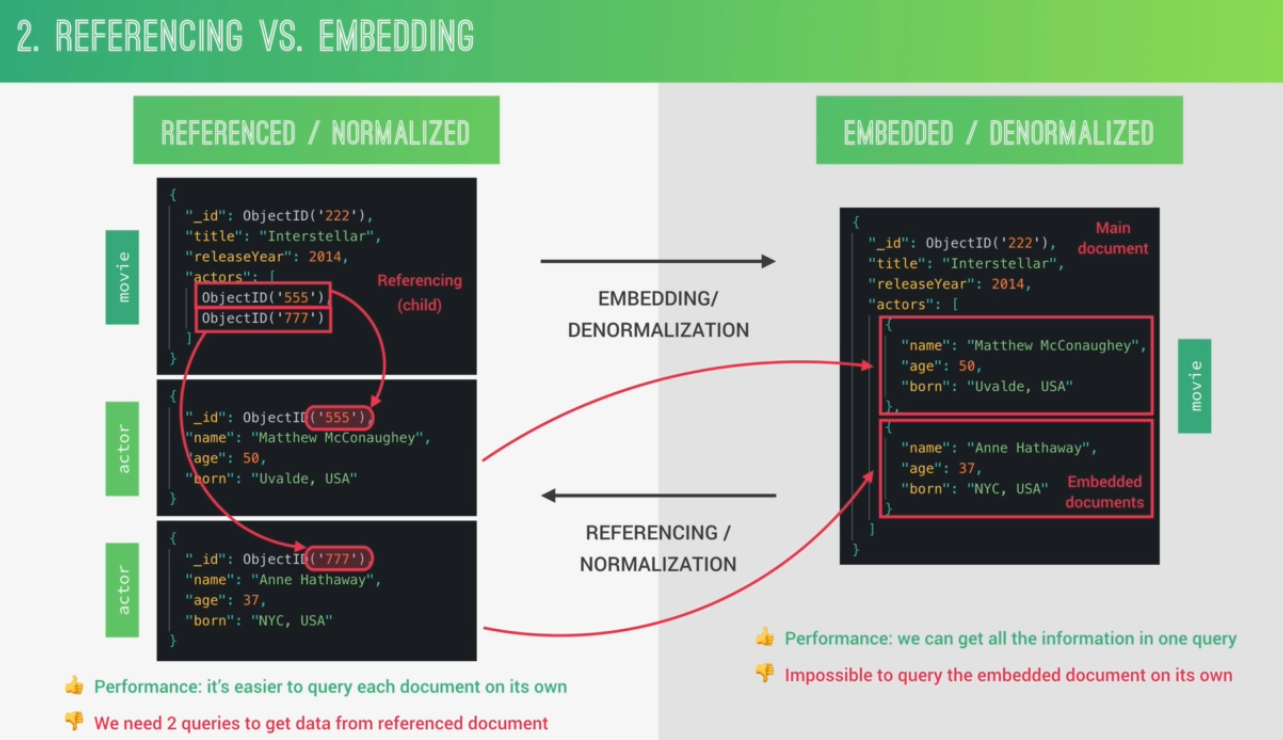 2. REFERENCING VS. EMBEDDING
REFERENCED / NORMALIZED
movie
{
"_id": ObjectID('222'),
"title": "Interstellar",
"releaseYear": 2014,
"actors": [
ObjectID('555'),
ObjectID('777')
]
}
Referencing
(child)
actor
{
"_id": ObjectID('555'),
"name": "Matthew McConaughey",
"age": 50,
"born": "Uvalde, USA"
}
actor
{
"_id": ObjectID('777'),
"name": "Anne Hathaway",
"age": 37,
"born": "NYC, USA"
}
👍 Performance: it's easier to query each document on its own
👎 We need 2 queries to get data from referenced document
EMBEDDING/
DENORMALIZATION
REFERENCING /
NORMALIZATION
EMBEDDED / DENORMALIZED
{
"_id": ObjectID('222'),
"title": "Interstellar",
"releaseYear": 2014,
"actors": [
{
"name": "Matthew McConaughey",
"age": 50,
"born": "Uvalde, USA"
},
{
"name": "Anne Hathaway",
"age": 37,
"born": "NYC, USA"
}
]
}
Main
document
Embedded
documents
movie
👍 Performance: we can get all the information in one query
👎 Impossible to query the embedded document on its own